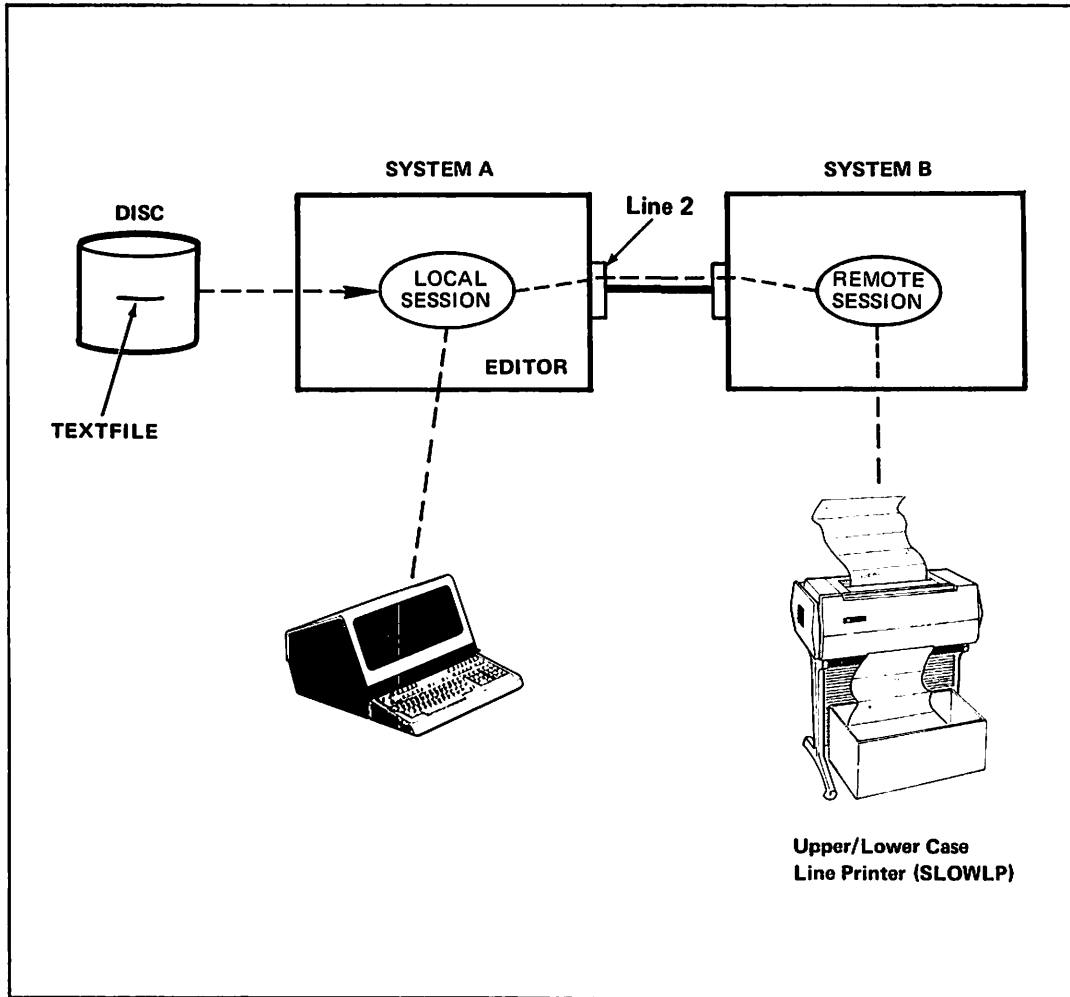 SYSTEM A
SYSTEM B
DISC
Line 2
LOCAL
SESSION
REMOTE
SESSION
EDITOR
TEXTFILE
Upper/Lower Case
Line Printer (SLOWLP)